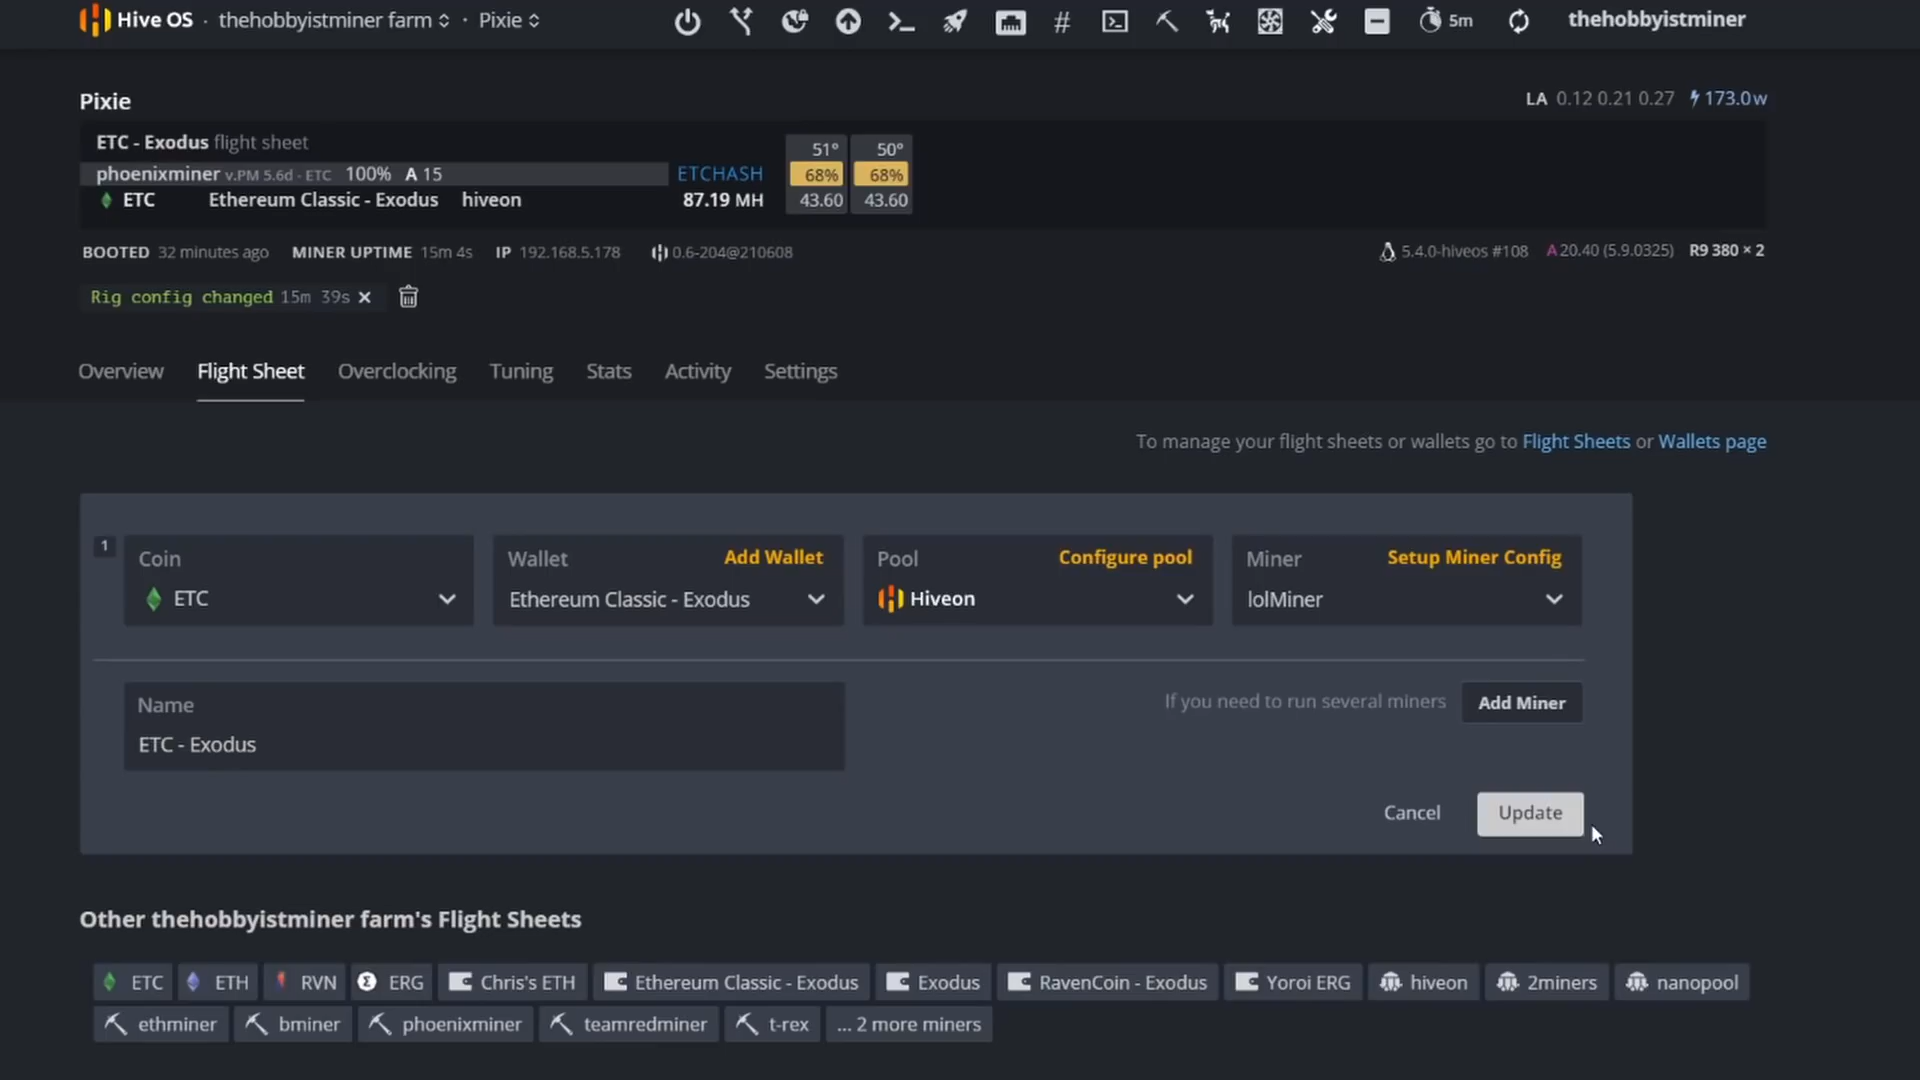 Hive OS · thehobbyistminer farm · Pixie 5m thehobbyistminer
Pixie LA 0.12 0.21 0.27 173.0w
ETC - Exodus flight sheet 51° 50°
phoenixminer v.PM 5.6d - ETC 100% A 15 ETCHASH 68% 68%
ETC Ethereum Classic - Exodus hiveon 87.19 MH 43.60 43.60
BOOTED 32 minutes ago MINER UPTIME 15m 4s IP 192.168.5.178 0.6-204@210608 5.4.0-hiveos #108 A 20.40 (5.9.0325) R9 380 × 2
Rig config changed 15m 39s ×
Overview Flight Sheet Overclocking Tuning Stats Activity Settings
To manage your flight sheets or wallets go to Flight Sheets or Wallets page
1 Coin Wallet Add Wallet Pool Configure pool Miner Setup Miner Config
ETC Ethereum Classic - Exodus Hiveon lolMiner
Name If you need to run several miners Add Miner
ETC - Exodus
Cancel Update
Other thehobbyistminer farm's Flight Sheets
ETC ETH RVN ERG Chris's ETH Ethereum Classic - Exodus Exodus RavenCoin - Exodus Yoroi ERG hiveon 2miners nanopool
ethminer bminer phoenixminer teamredminer t-rex ... 2 more miners